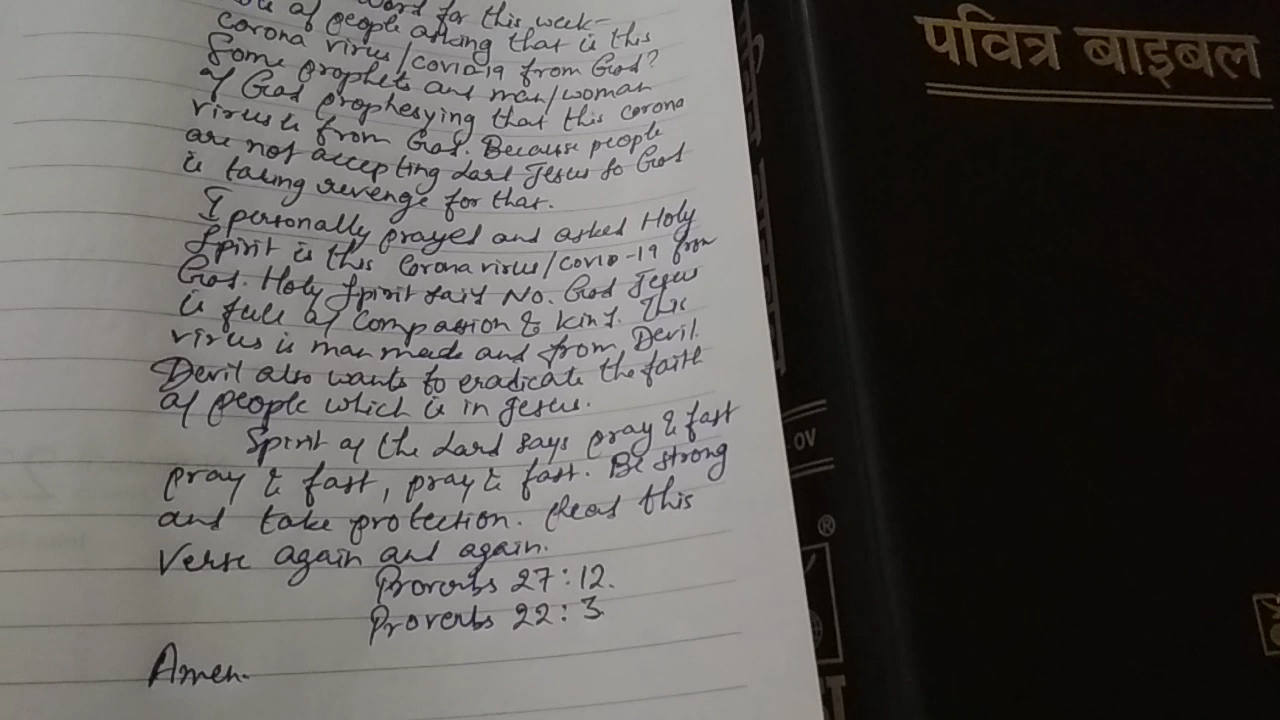 word for this week-
of people asking that is this
corona virus/covid19 from God?
Some prophets and man/woman
of God prophesying that this corona
virus is from God. Because people
are not accepting Lord Jesus so God
is taking revenge for that.
I personally prayed and asked Holy
Spirit is this Corona virus/covid-19 from
God. Holy Spirit said No. God Jesus
is full of compassion & kind. This
virus is man made and from Devil.
Devil also wants to eradicate the faith
of people which is in Jesus.
Spirit of the Lord says pray & fast
pray & fast, pray & fast. Be strong
and take protection. Read this
Verse again and again.
Proverbs 27:12.
Proverbs 22:3
Amen.
पवित्र बाइबल
OV
®